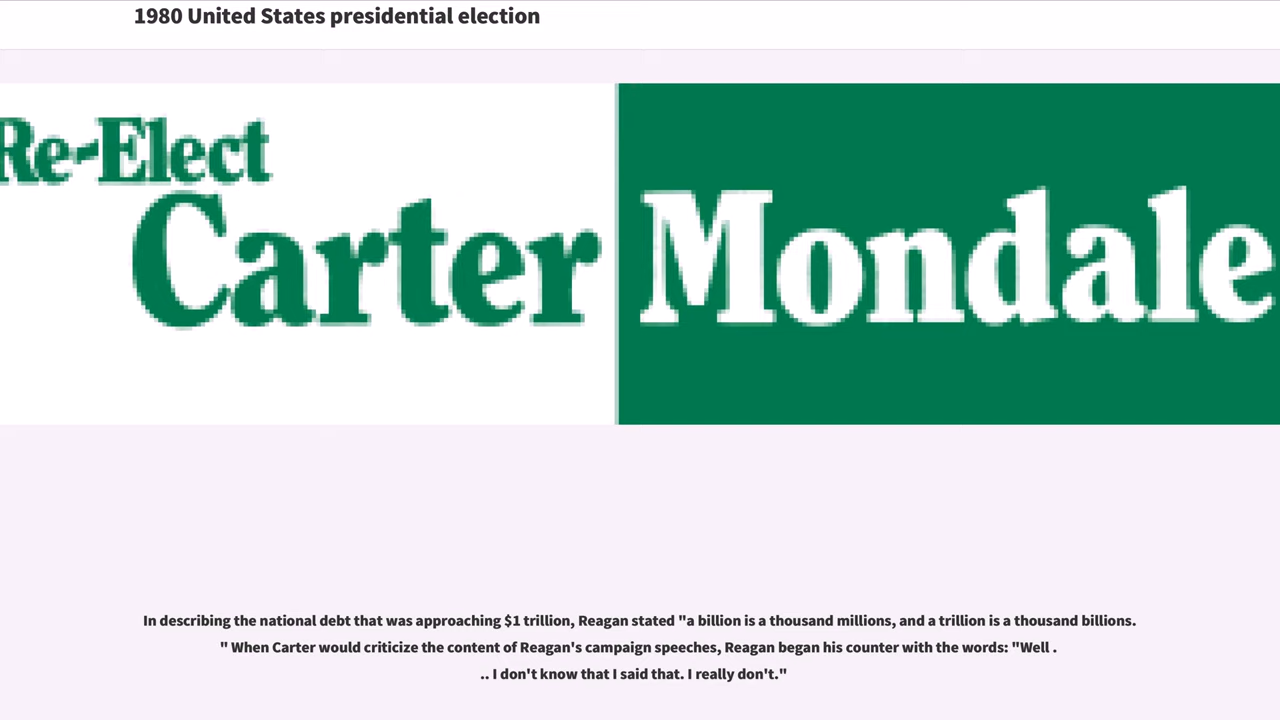 1980 United States presidential election
Re-Elect
Carter
Mondale
In describing the national debt that was approaching $1 trillion, Reagan stated "a billion is a thousand millions, and a trillion is a thousand billions.
" When Carter would criticize the content of Reagan's campaign speeches, Reagan began his counter with the words: "Well .
.. I don't know that I said that. I really don't."